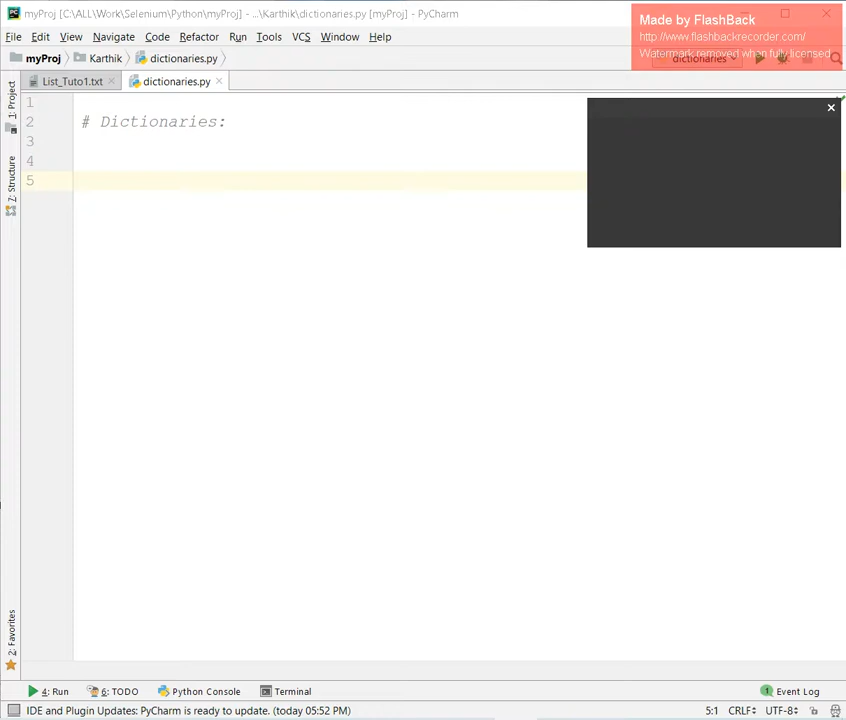 PC myProj [C:\ALL\Work\Selenium\Python\myProj] - ...\Karthik\dictionaries.py [myProj] - PyCharm
Made by FlashBack
http://www.flashbackrecorder.com/
Watermark removed when fully licensed
File Edit View Navigate Code Refactor Run Tools VCS Window Help
myProj Karthik dictionaries.py
dictionaries
List_Tuto1.txt dictionaries.py
1: Project
7: Structure
2: Favorites
1
2 # Dictionaries:
3
4
5
4: Run 6: TODO Python Console Terminal 1 Event Log
IDE and Plugin Updates: PyCharm is ready to update. (today 05:52 PM) 5:1 CRLF UTF-8